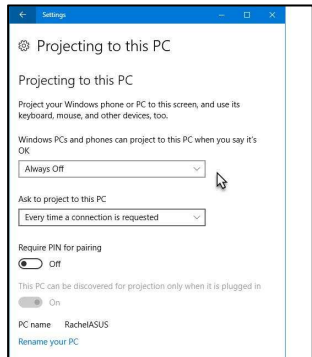 Settings
Projecting to this PC
Projecting to this PC
Project your Windows phone or PC to this screen, and use its
keyboard, mouse, and other devices, too.
Windows PCs and phones can project to this PC when you say it's
OK
Always Off
Ask to project to this PC
Every time a connection is requested
Require PIN for pairing
Off
This PC can be discovered for projection only when it is plugged in
On
PC name RachelASUS
Rename your PC